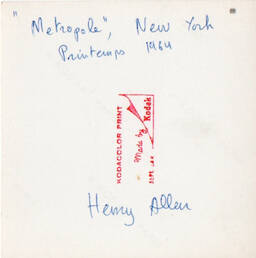 "Metropole", New York
Printemps 1964
KODACOLOR PRINT
Made by Kodak
Henry Allen